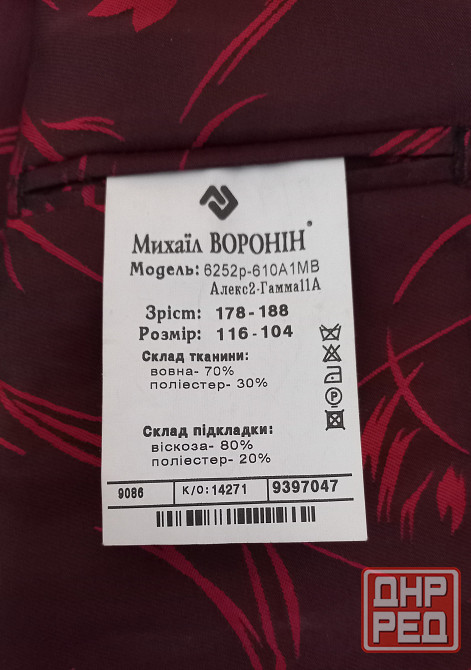 Михаїл ВОРОНІН®
Модель: 6252р-610А1МВ
Алекс2-Гамма11А
Зріст: 178-188
Розмір: 116-104
Склад тканини:
вовна- 70%
поліестер- 30%
P
Склад підкладки:
віскоза- 80%
поліестер- 20%
9086 К/О:14271 9397047
ДНР
РЕД